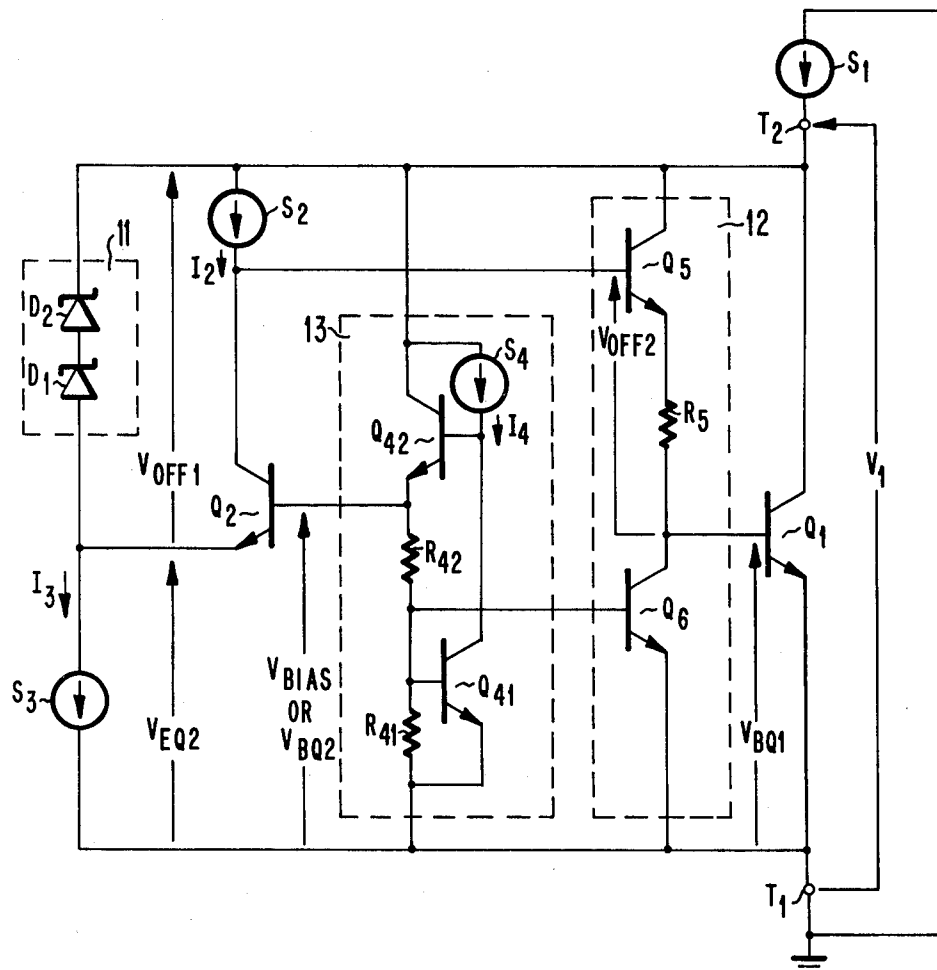 S1
T2
11
S2
12
I2
Q5
D2
13
VOFF2
S4
D1
R5
Q42
I4
VOFF1
V1
Q2
Q1
R42
I3
Q6
VBIAS
OR
VBQ2
Q41
S3
R41
VEQ2
VBQ1
T1